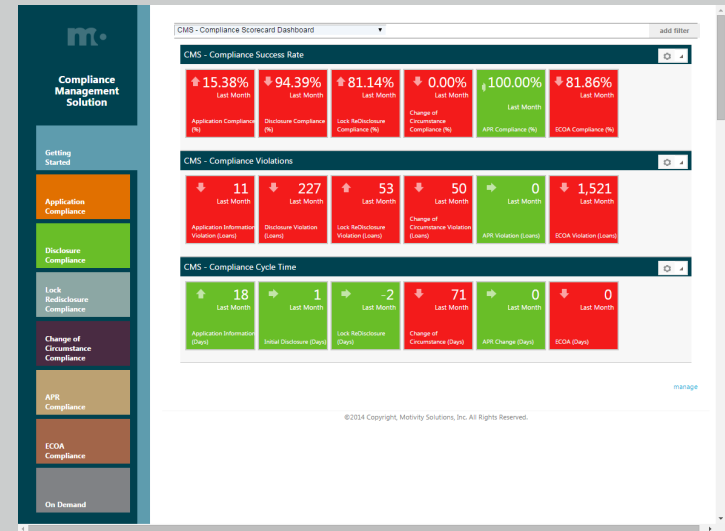 m.
Compliance
Management
Solution
Getting
Started
Application
Compliance
Disclosure
Compliance
Lock
Redisclosure
Compliance
Change of
Circumstance
Compliance
APR
Compliance
ECOA
Compliance
On Demand
CMS - Compliance Scorecard Dashboard
add filter
CMS - Compliance Success Rate
15.38%
Last Month
Application Compliance
(%)
94.39%
Last Month
Disclosure Compliance
(%)
81.14%
Last Month
Lock ReDisclosure
Compliance (%)
0.00%
Last Month
Change of
Circumstance
Compliance (%)
100.00%
Last Month
APR Compliance (%)
81.86%
Last Month
ECOA Compliance (%)
CMS - Compliance Violations
11
Last Month
Application Information
Violation (Loans)
227
Last Month
Disclosure Violation
(Loans)
53
Last Month
Lock ReDisclosure
Violation (Loans)
50
Last Month
Change of
Circumstance Violation
(Loans)
0
Last Month
APR Violation (Loans)
1,521
Last Month
ECOA Violation (Loans)
CMS - Compliance Cycle Time
18
Last Month
Application Information
(Days)
1
Last Month
Initial Disclosure (Days)
-2
Last Month
Lock ReDisclosure
(Days)
71
Last Month
Change of
Circumstance (Days)
0
Last Month
APR Change (Days)
0
Last Month
ECOA (Days)
manage
©2014 Copyright, Motivity Solutions, Inc. All Rights Reserved.